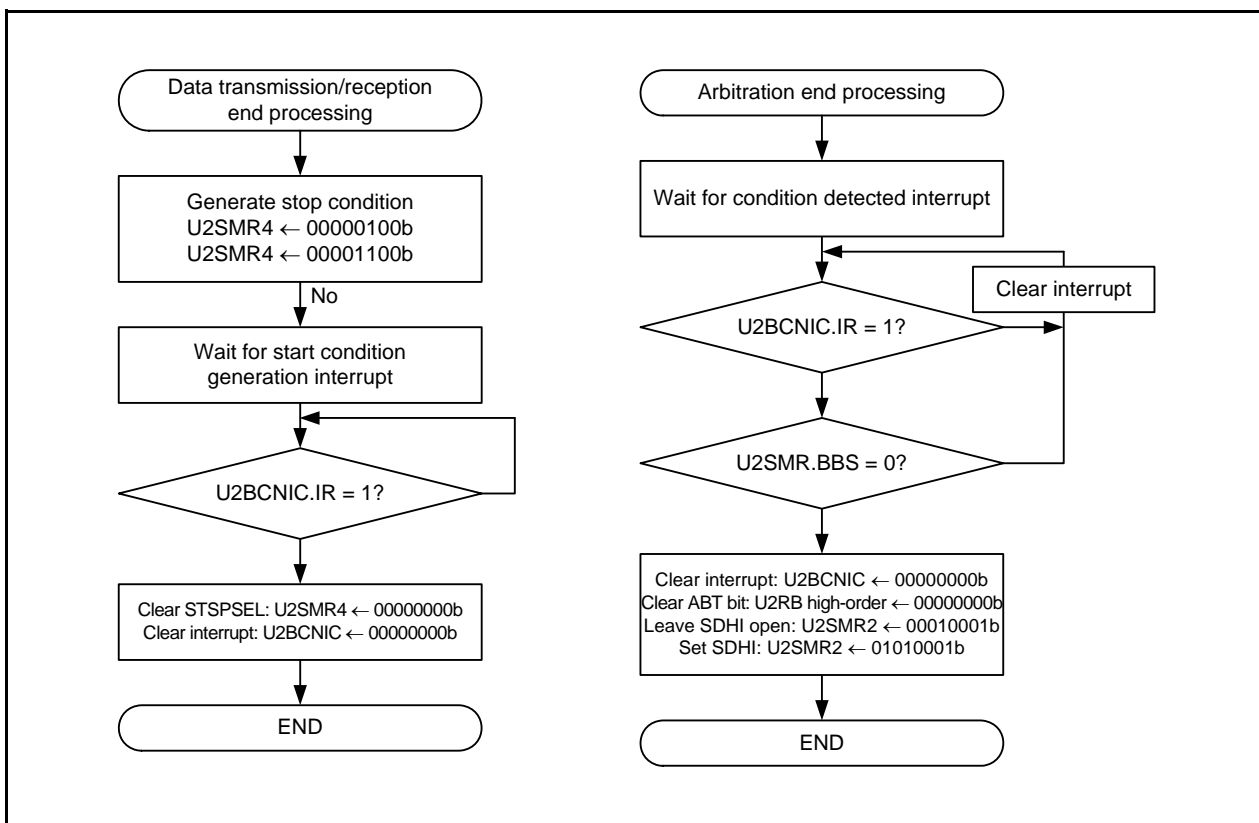 Data transmission/reception
end processing
Generate stop condition
U2SMR4 ← 00000100b
U2SMR4 ← 00001100b
No
Wait for start condition
generation interrupt
U2BCNIC.IR = 1?
Clear STSPSEL: U2SMR4 ← 00000000b
Clear interrupt: U2BCNIC ← 00000000b
END
Arbitration end processing
Wait for condition detected interrupt
Clear interrupt
U2BCNIC.IR = 1?
U2SMR.BBS = 0?
Clear interrupt: U2BCNIC ← 00000000b
Clear ABT bit: U2RB high-order ← 00000000b
Leave SDHI open: U2SMR2 ← 00010001b
Set SDHI: U2SMR2 ← 01010001b
END